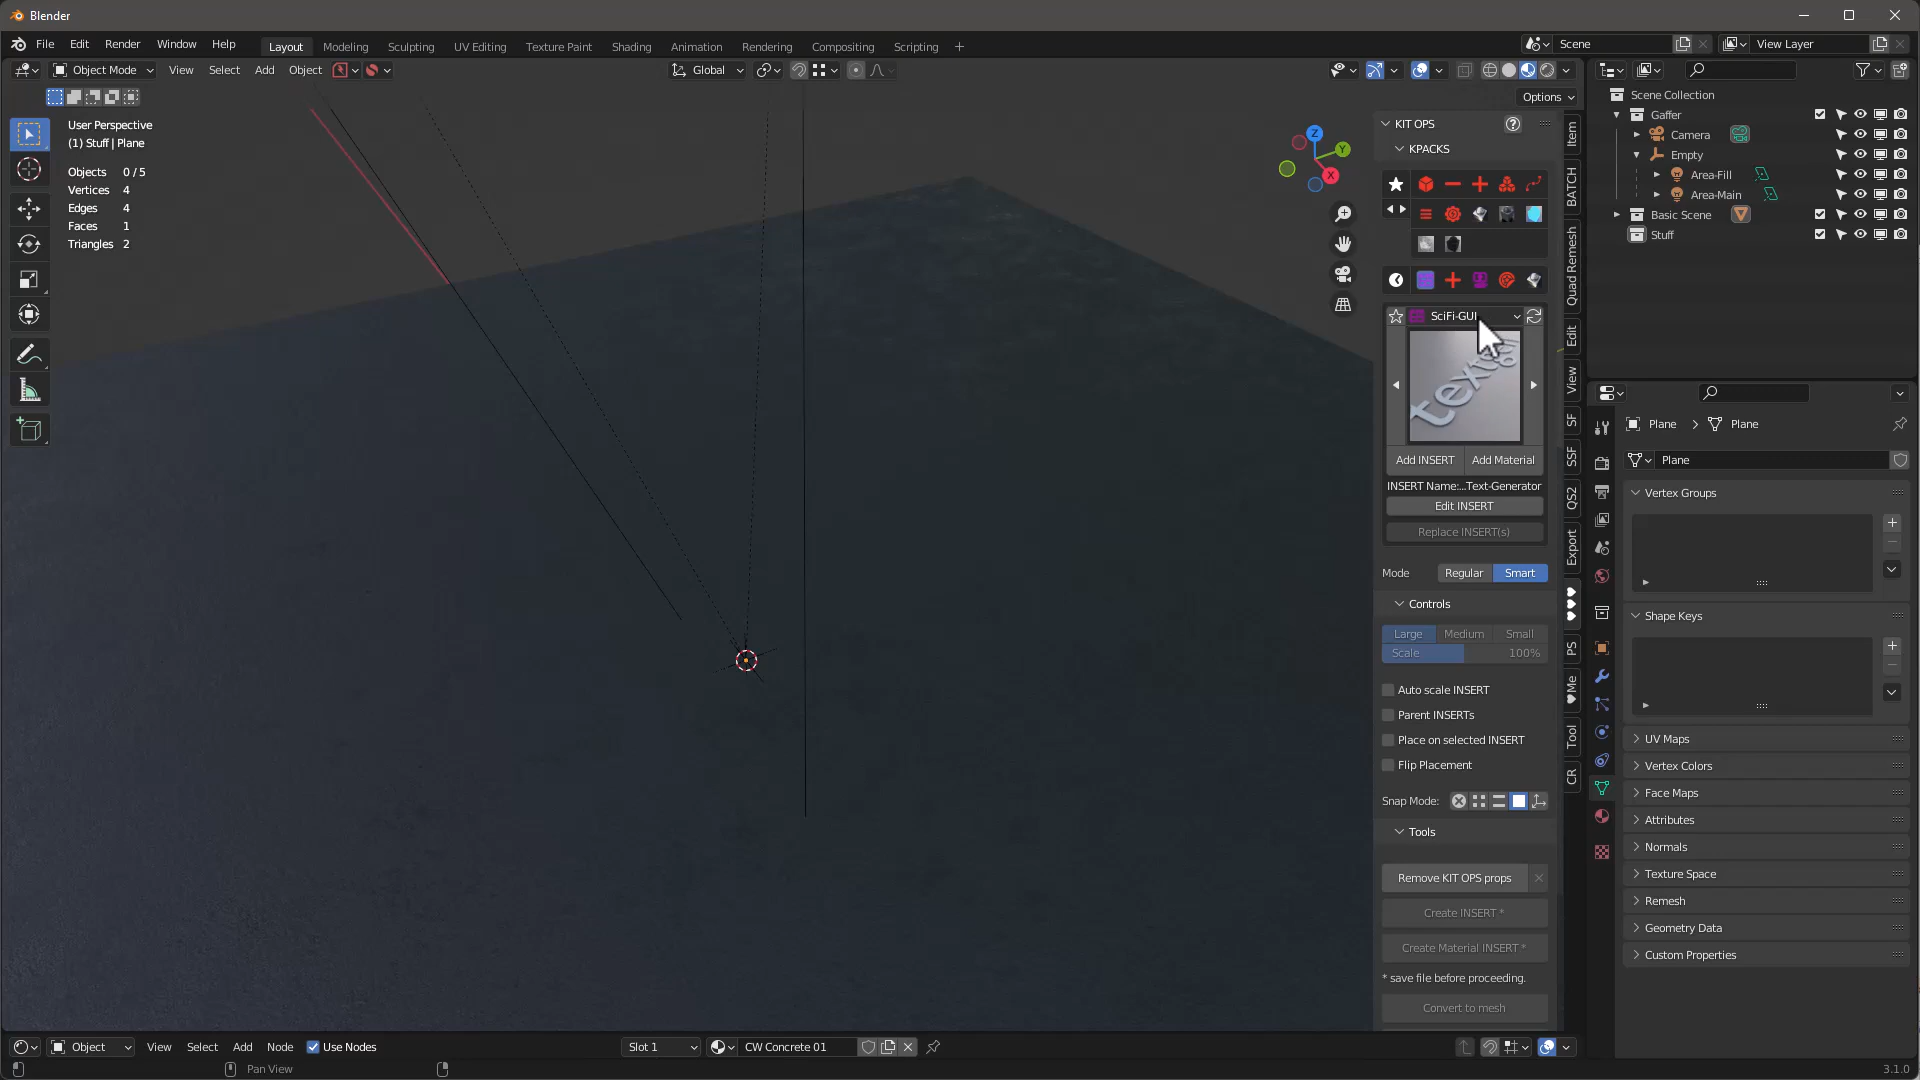 Blender
File Edit Render Window Help
Layout Modeling Sculpting UV Editing Texture Paint Shading Animation Rendering Compositing Scripting
Scene
View Layer
Object Mode View Select Add Object
Global
Options
User Perspective
(1) Stuff | Plane
Objects 0/5
Vertices 4
Edges 4
Faces 1
Triangles 2
Z
Y
X
KIT OPS
KPACKS
SciFi-GUI
Add INSERT Add Material
INSERT Name:...Text-Generator
Edit INSERT
Replace INSERT(s)
Mode Regular Smart
Controls
Large Medium Small
Scale 100%
Auto scale INSERT
Parent INSERTs
Place on selected INSERT
Flip Placement
Snap Mode:
Tools
Remove KIT OPS props
Create INSERT *
Create Material INSERT *
* save file before proceeding.
Convert to mesh
Item
BATCH
Quad Remesh
Edit
View
SF
SSF
QS2
Export
PS
♥Me
Tool
CR
Scene Collection
Gaffer
Camera
Empty
Area-Fill
Area-Main
Basic Scene
Stuff
Plane > Plane
Plane
Vertex Groups
Shape Keys
UV Maps
Vertex Colors
Face Maps
Attributes
Normals
Texture Space
Remesh
Geometry Data
Custom Properties
Object View Select Add Node Use Nodes
Slot 1
CW Concrete 01
Pan View
3.1.0